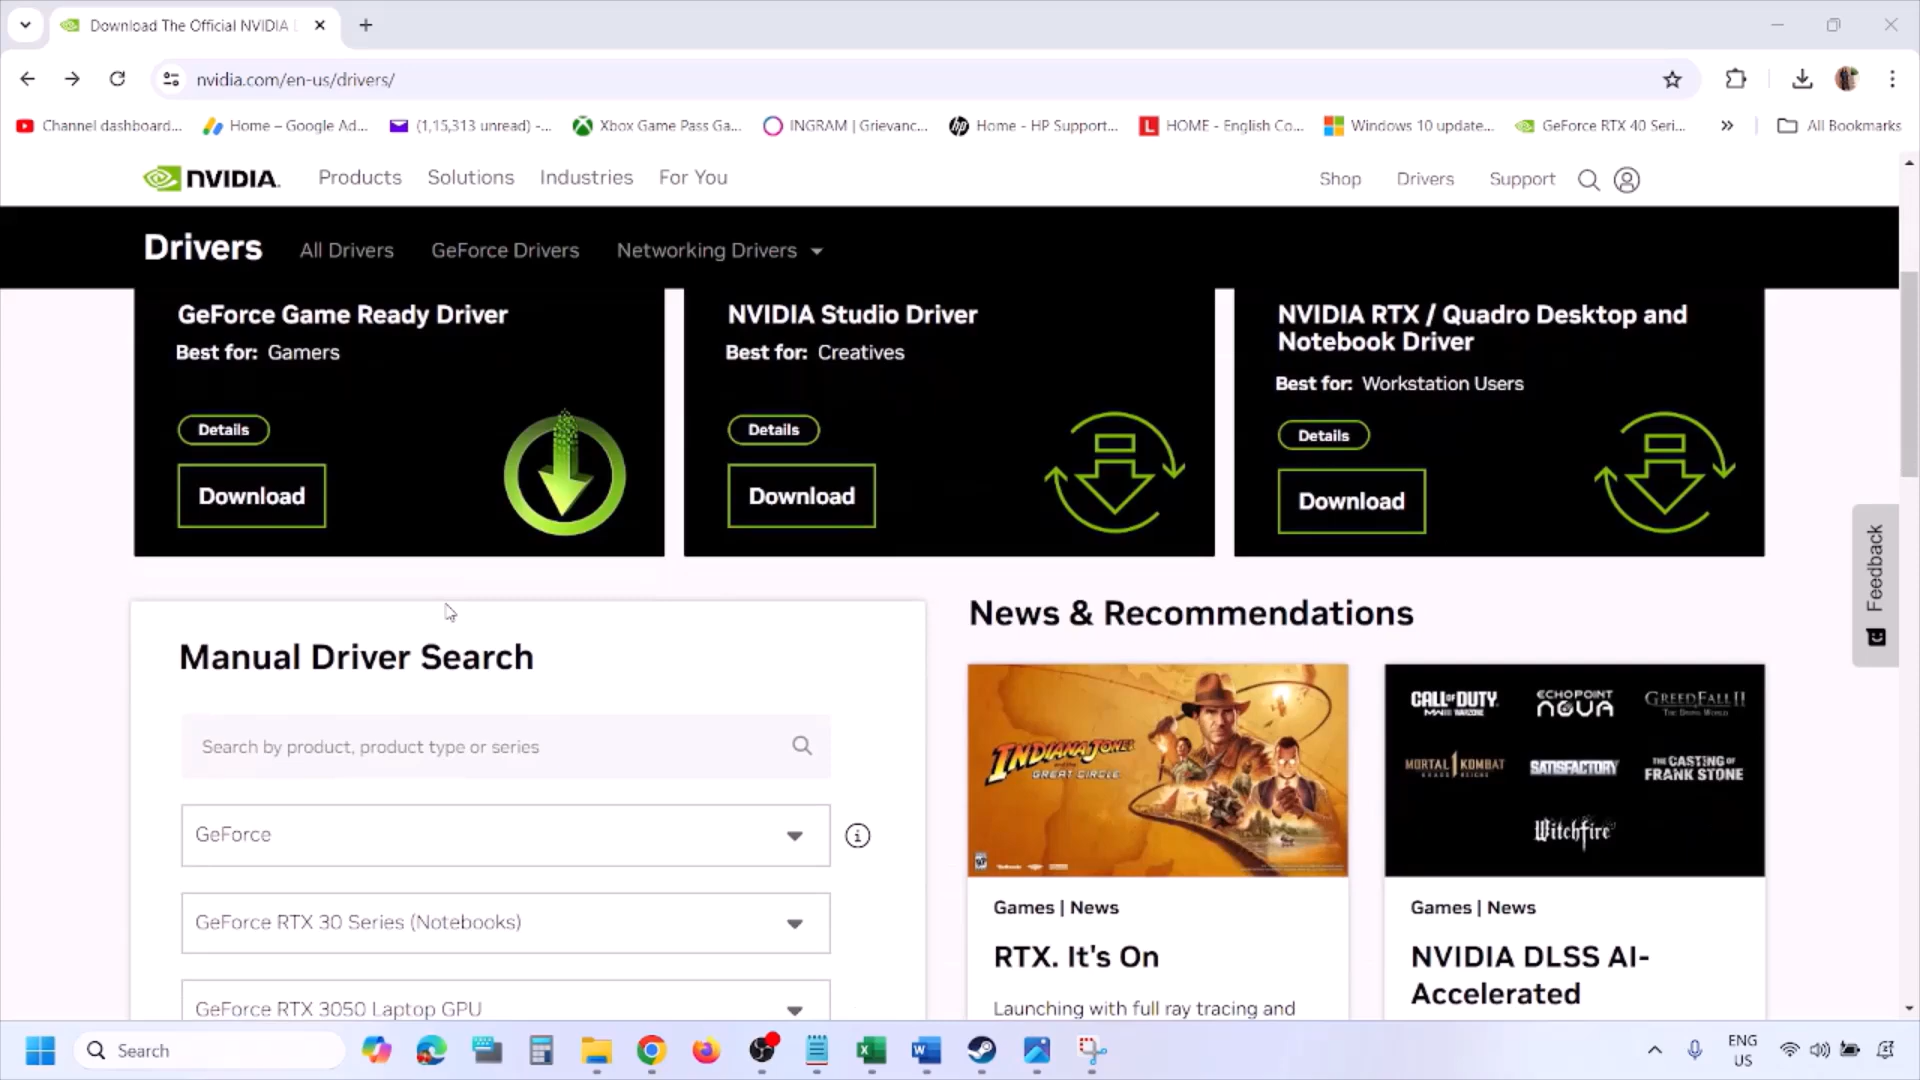 Download The Official NVIDIA
nvidia.com/en-us/drivers/
Channel dashboard...
Home – Google Ad...
(1,15,313 unread) -...
Xbox Game Pass Ga...
INGRAM | Grievanc...
Home - HP Support...
HOME - English Co...
Windows 10 update...
GeForce RTX 40 Seri...
All Bookmarks
NVIDIA.
Products
Solutions
Industries
For You
Shop
Drivers
Support
Drivers
All Drivers
GeForce Drivers
Networking Drivers
GeForce Game Ready Driver
Best for: Gamers
Details
Download
NVIDIA Studio Driver
Best for: Creatives
Details
Download
NVIDIA RTX / Quadro Desktop and
Notebook Driver
Best for: Workstation Users
Details
Download
Feedback
Manual Driver Search
Search by product, product type or series
GeForce
GeForce RTX 30 Series (Notebooks)
GeForce RTX 3050 Laptop GPU
News & Recommendations
INDIANA JONES
GREAT CIRCLE
Games | News
RTX. It's On
Launching with full ray tracing and
CALL OF DUTY
ECHOPOINT
NOVA
GREEDFALL II
MORTAL KOMBAT
SATISFACTORY
THE CASTING OF
FRANK STONE
Witchfire
Games | News
NVIDIA DLSS AI-
Accelerated
Search
ENG
US